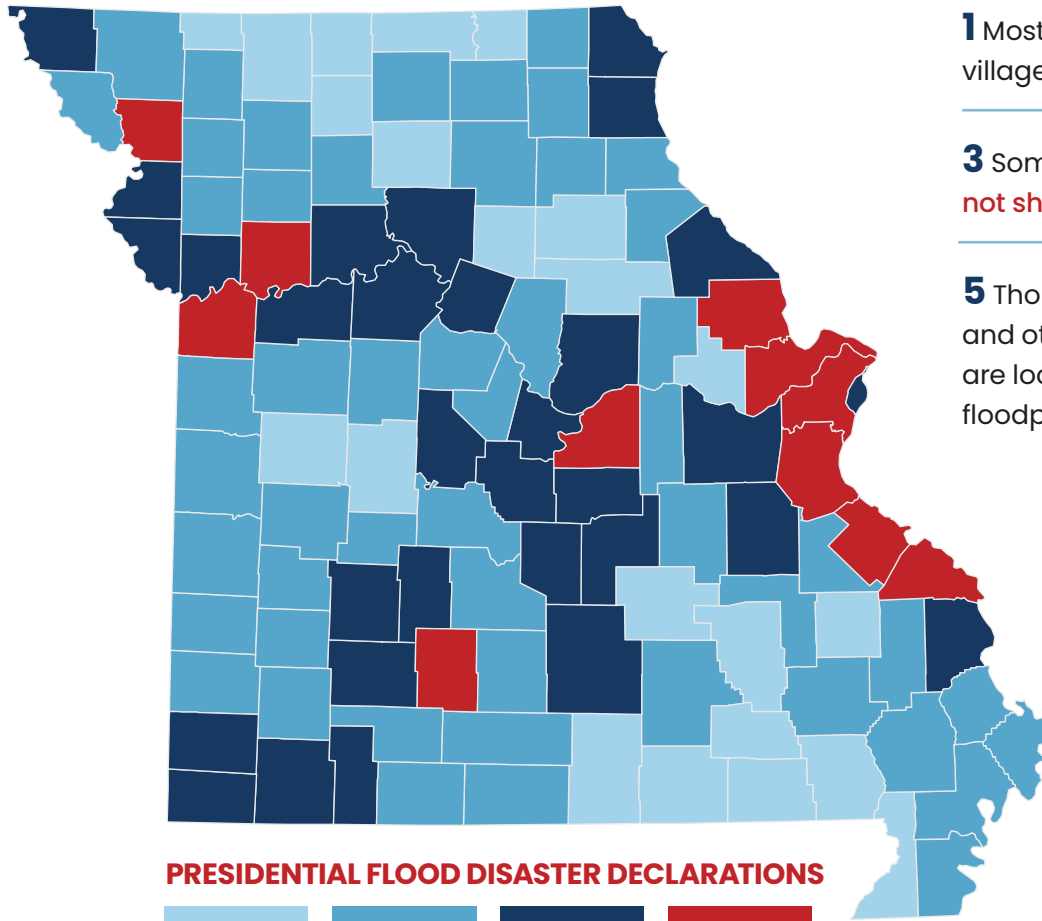 1 Most
village
3 Som
not sh
5 Tho
and ot
are loc
floodp
PRESIDENTIAL FLOOD DISASTER DECLARATIONS